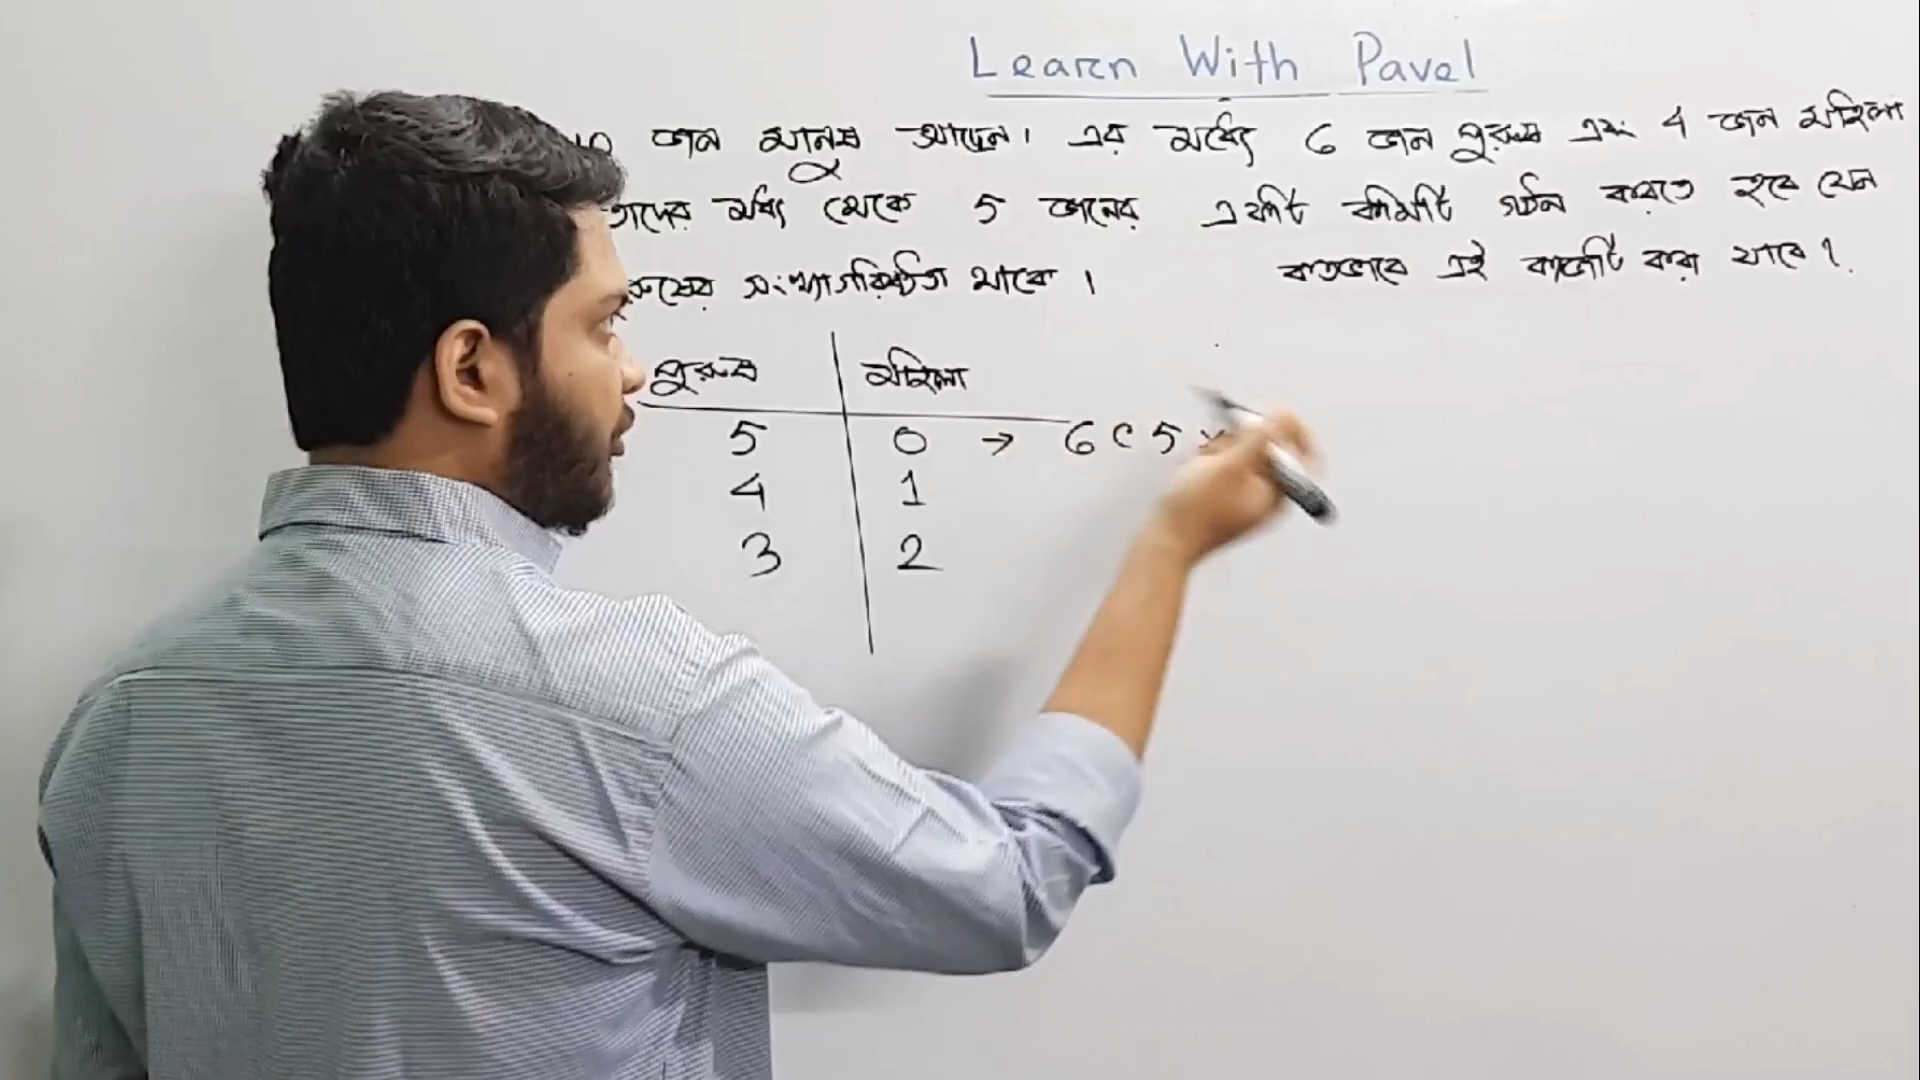 Learn With Pavel
10 জন মানুষ আছেন। এর মধ্যে 6 জন পুরুষ এবং 4 জন মহিলা
তাদের মধ্য থেকে 5 জনের একটি কমিটি গঠন করতে হবে যেন
রুষের সংখ্যাগরিষ্ঠতা থাকে। কতভাবে এই কাজটি করা যাবে?
পুরুষ মহিলা
5 0 → 6C5 ×
4 1
3 2